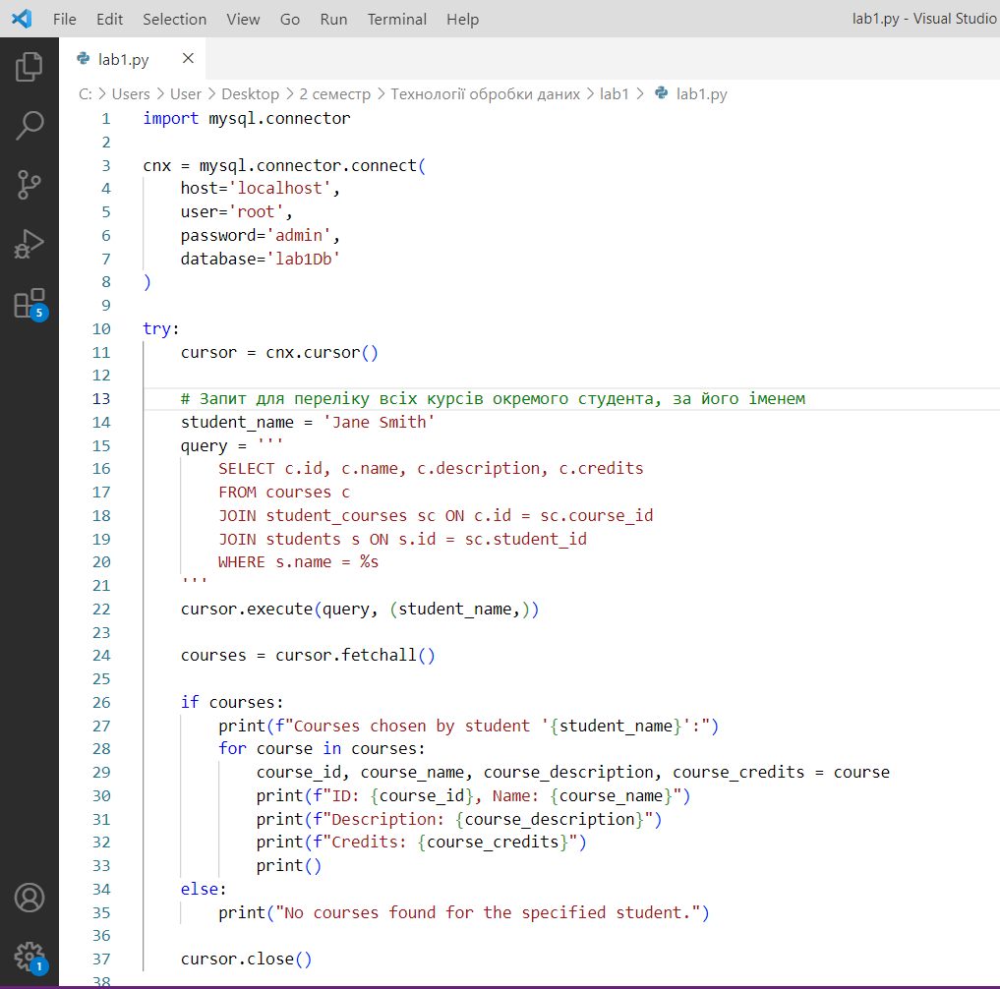 File Edit Selection View Go Run Terminal Help lab1.py - Visual Studio
lab1.py
C: > Users > User > Desktop > 2 семестр > Технології обробки даних > lab1 > lab1.py
1 import mysql.connector
2
3 cnx = mysql.connector.connect(
4     host='localhost',
5     user='root',
6     password='admin',
7     database='lab1Db'
8 )
9
10 try:
11     cursor = cnx.cursor()
12
13     # Запит для переліку всіх курсів окремого студента, за його іменем
14     student_name = 'Jane Smith'
15     query = '''
16         SELECT c.id, c.name, c.description, c.credits
17         FROM courses c
18         JOIN student_courses sc ON c.id = sc.course_id
19         JOIN students s ON s.id = sc.student_id
20         WHERE s.name = %s
21     '''
22     cursor.execute(query, (student_name,))
23
24     courses = cursor.fetchall()
25
26     if courses:
27         print(f"Courses chosen by student '{student_name}':")
28         for course in courses:
29             course_id, course_name, course_description, course_credits = course
30             print(f"ID: {course_id}, Name: {course_name}")
31             print(f"Description: {course_description}")
32             print(f"Credits: {course_credits}")
33             print()
34     else:
35         print("No courses found for the specified student.")
36
37     cursor.close()
38
5
1